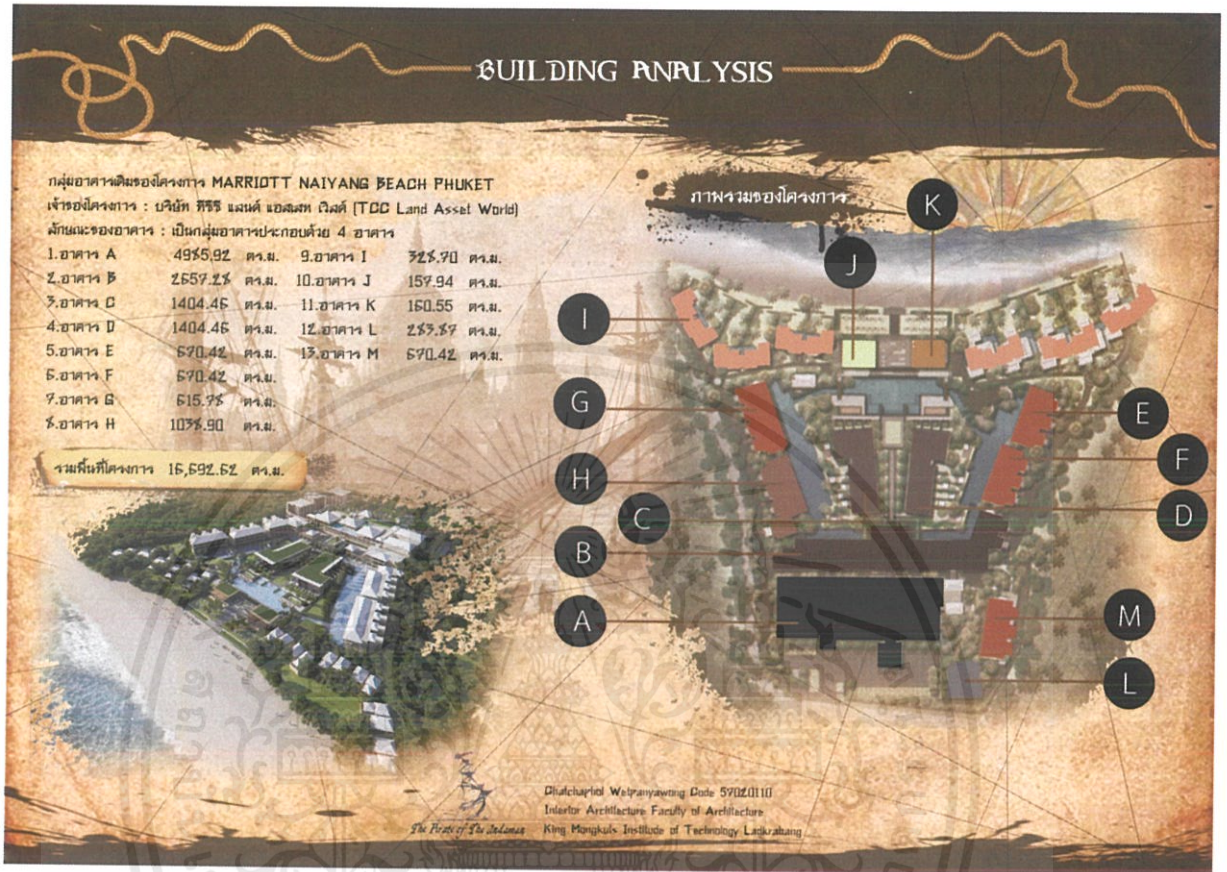 BUILDING ANALYSIS
กลุ่มอาคารเดิมของโครงการ MARRIOTT NAIYANG BEACH PHUKET
เจ้าของโครงการ : บริษัท ทีซีซี แลนด์ แอสเสท เวิลด์ (TCC Land Asset World)
ลักษณะของอาคาร : เป็นกลุ่มอาคารประกอบด้วย 4 อาคาร
1.อาคาร A 4985.92 ตร.ม. 9.อาคาร I 328.70 ตร.ม.
2.อาคาร B 2657.28 ตร.ม. 10.อาคาร J 157.94 ตร.ม.
3.อาคาร C 1404.46 ตร.ม. 11.อาคาร K 160.55 ตร.ม.
4.อาคาร D 1404.46 ตร.ม. 12.อาคาร L 283.87 ตร.ม.
5.อาคาร E 670.42 ตร.ม. 13.อาคาร M 670.42 ตร.ม.
6.อาคาร F 670.42 ตร.ม.
7.อาคาร G 615.78 ตร.ม.
8.อาคาร H 1038.90 ตร.ม.
รวมพื้นที่โครงการ 16,692.62 ตร.ม.
ภาพรวมของโครงการ
K
J
I
G
E
F
H
C
D
B
A
M
L
The Pirate of The Andaman
Chatchaphol Welpanyawong Code 57020110
Interior Architecture Faculty of Architecture
King Mongkuls Institute of Technology Ladkrabang